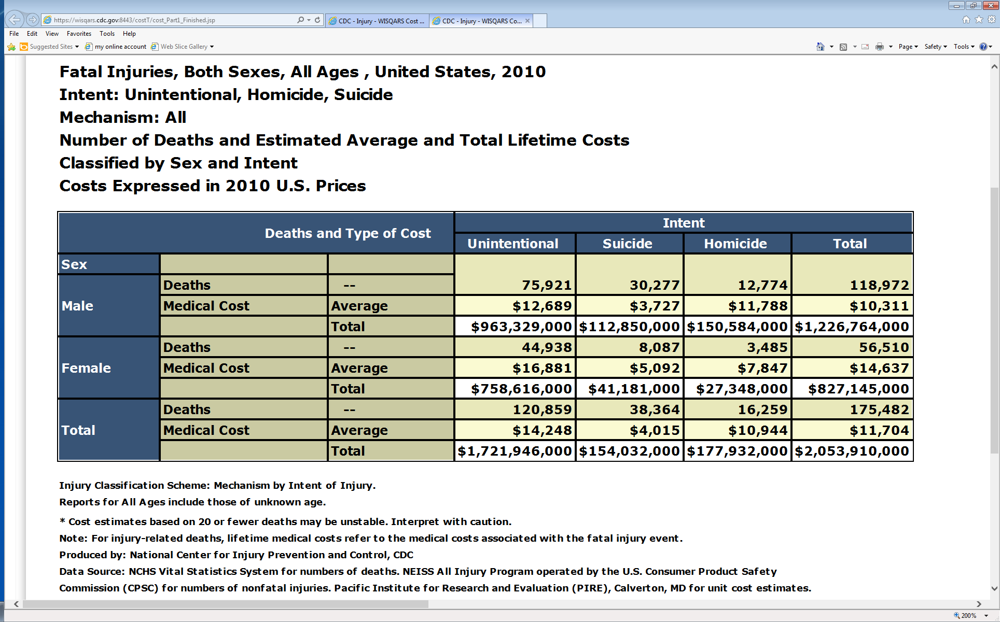 https://wisqars.cdc.gov:8443/costT/cost_Part1_Finished.jsp
CDC - Injury - WISQARS Cost ...
CDC - Injury - WISQARS Co...
File Edit View Favorites Tools Help
Suggested Sites my online account Web Slice Gallery Page Safety Tools
Fatal Injuries, Both Sexes, All Ages , United States, 2010
Intent: Unintentional, Homicide, Suicide
Mechanism: All
Number of Deaths and Estimated Average and Total Lifetime Costs
Classified by Sex and Intent
Costs Expressed in 2010 U.S. Prices
Deaths and Type of Cost Intent
Unintentional Suicide Homicide Total
Sex
Male Deaths -- 75,921 30,277 12,774 118,972
Medical Cost Average $12,689 $3,727 $11,788 $10,311
Total $963,329,000 $112,850,000 $150,584,000 $1,226,764,000
Female Deaths -- 44,938 8,087 3,485 56,510
Medical Cost Average $16,881 $5,092 $7,847 $14,637
Total $758,616,000 $41,181,000 $27,348,000 $827,145,000
Total Deaths -- 120,859 38,364 16,259 175,482
Medical Cost Average $14,248 $4,015 $10,944 $11,704
Total $1,721,946,000 $154,032,000 $177,932,000 $2,053,910,000
Injury Classification Scheme: Mechanism by Intent of Injury.
Reports for All Ages include those of unknown age.
* Cost estimates based on 20 or fewer deaths may be unstable. Interpret with caution.
Note: For injury-related deaths, lifetime medical costs refer to the medical costs associated with the fatal injury event.
Produced by: National Center for Injury Prevention and Control, CDC
Data Source: NCHS Vital Statistics System for numbers of deaths. NEISS All Injury Program operated by the U.S. Consumer Product Safety
Commission (CPSC) for numbers of nonfatal injuries. Pacific Institute for Research and Evaluation (PIRE), Calverton, MD for unit cost estimates.
200%